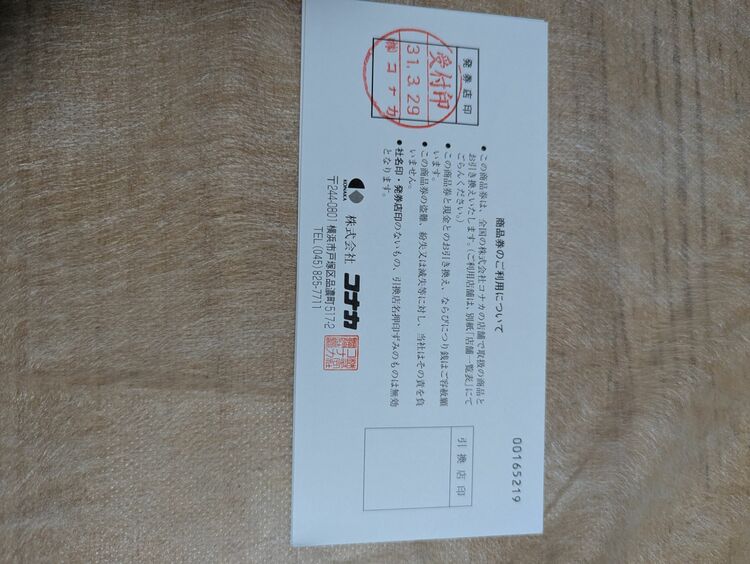 00165219
商品券のご利用について
●この商品券は、全国の株式会社コナカの店舗で取扱の商品と
お引き換えいたします。(ご利用店舗は、別紙「店舗一覧表」にて
ごらんください。)
●この商品券と現金とのお引き換え、ならびにつり銭はご容赦願
います。
●この商品券の盗難、紛失又は滅失等に対し、当社はその責を負
いません。
●社名印・発券店印のないもの、引換店名押印ずみのものは無効
となります。
発券店印
受付印
31.3.29
㈱コナカ
引換店印
KONAKA
株式会社 コナカ
〒244-0801 横浜市戸塚区品濃町517-2
TEL(045)825-7711